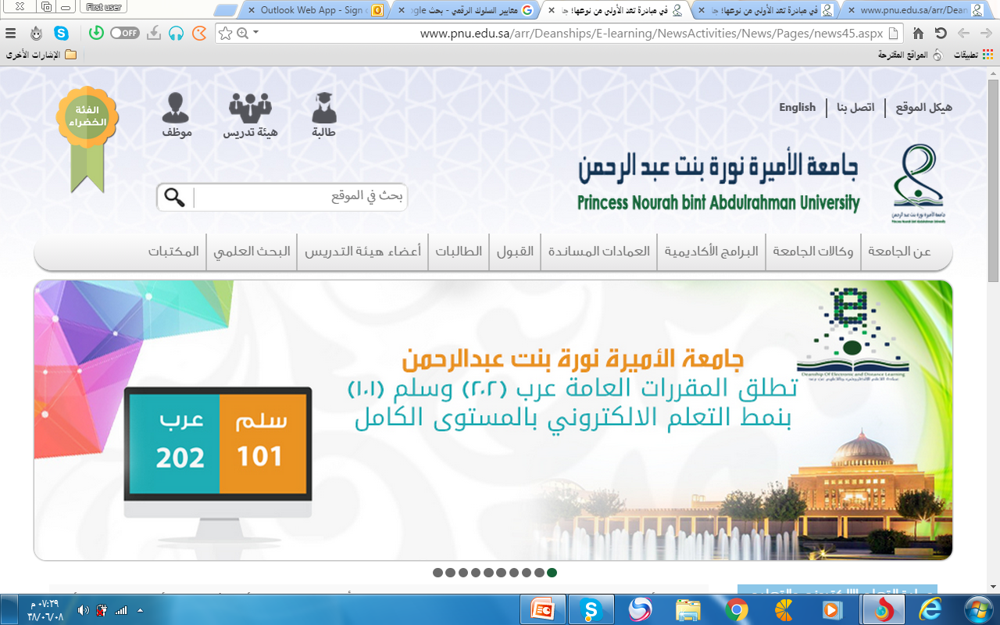 First user
Outlook Web App - Sign
معايير السلوك الرقمي - بحث
في مبادرة تعد الأولى من نوعها؛ جا
في مبادرة تعد الأولى من نوعها؛ جا
www.pnu.edu.sa/arr/Dean
OFF
www.pnu.edu.sa/arr/Deanships/E-learning/NewsActivities/News/Pages/news45.aspx
تطبيقات
المواقع المقترحة
الإشارات الأخرى
هيكل الموقع
اتصل بنا
English
طالبة
هيئة تدريس
موظف
الفئة
الخضراء
جامعة الأميرة نورة بنت عبد الرحمن
Princess Nourah bint Abdulrahman University
بحث في الموقع
عن الجامعة
وكالات الجامعة
البرامج الأكاديمية
العمادات المساندة
القبول
الطالبات
أعضاء هيئة التدريس
البحث العلمي
المكتبات
Deanship Of Electronic and Distance Learning
جامعة الأميرة نورة بنت عبدالرحمن
تطلق المقررات العامة عرب (٢٠٢) وسلم (١٠١)
بنمط التعلم الالكتروني بالمستوى الكامل
سلم
101
عرب
202
٠٧:٣٩ م
٣٨/٠٦/٠٨